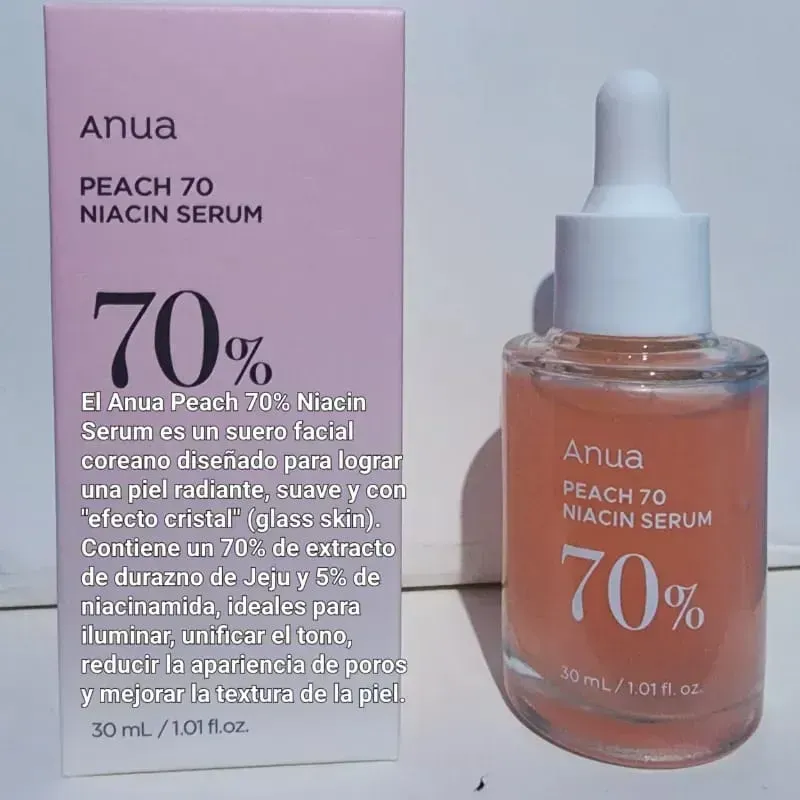 Anua
PEACH 70
NIACIN SERUM
70%
El Anua Peach 70% Niacin
Serum es un suero facial
coreano diseñado para lograr
una piel radiante, suave y con
"efecto cristal" (glass skin).
Contiene un 70% de extracto
de durazno de Jeju y 5% de
niacinamida, ideales para
iluminar, unificar el tono,
reducir la apariencia de poros
y mejorar la textura de la piel.
30 mL / 1.01 fl.oz.
Anua
PEACH 70
NIACIN SERUM
70%
30 mL / 1.01 fl. oz.